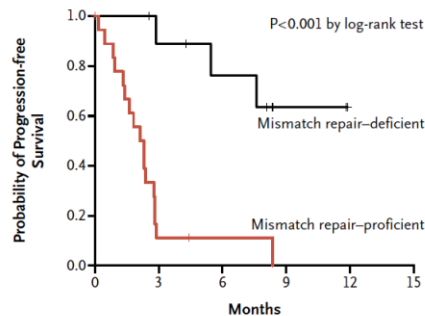 1.0
P<0.001 by log-rank test
0.8
0.6
Mismatch repair–deficient
0.4
0.2
Mismatch repair–proficient
0.0
0 3 6 9 12 15
Months
Probability of Progression-free
Survival